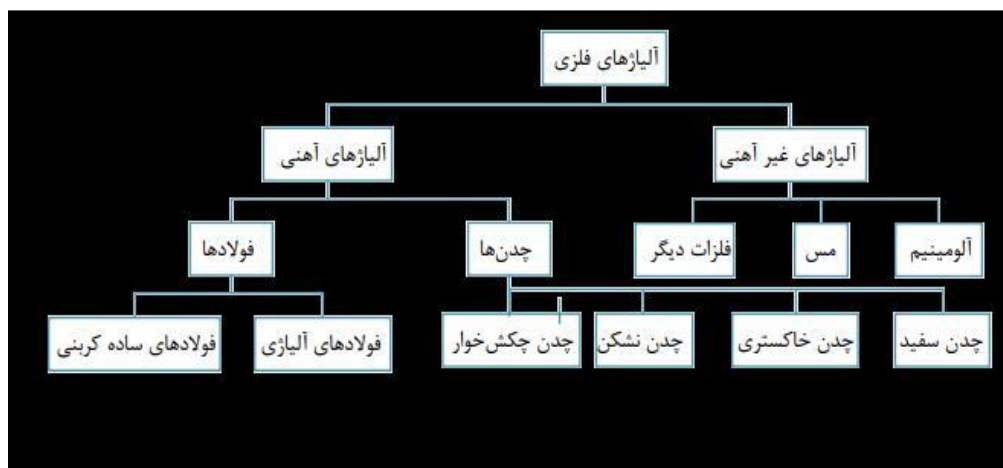 آلیاژهای فلزی
آلیاژهای غیر آهنی
آلیاژهای آهنی
آلومینیم
مس
فلزات دیگر
چدن‌ها
فولادها
چدن سفید
چدن خاکستری
چدن نشکن
چدن چکش‌خوار
فولادهای آلیاژی
فولادهای ساده کربنی